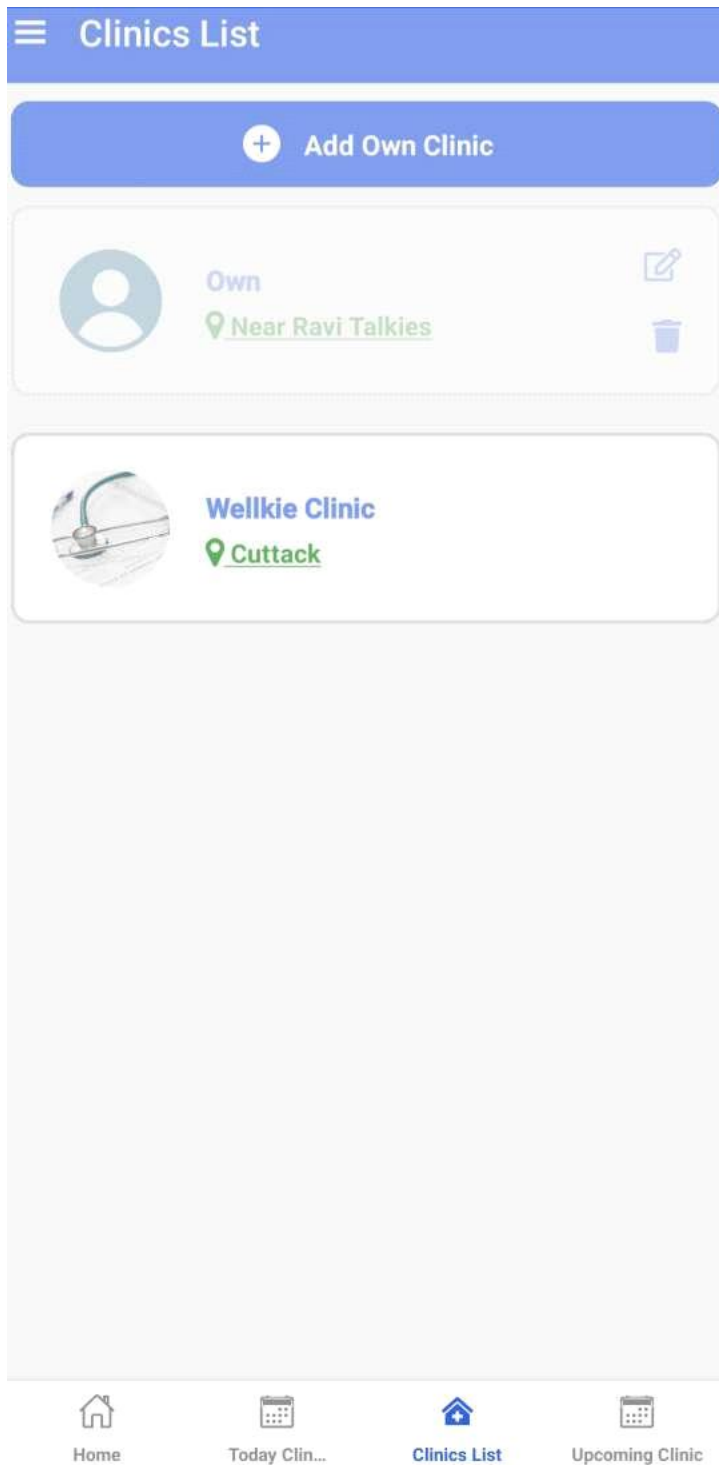 Clinics List
Add Own Clinic
Own
Near Ravi Talkies
Wellkie Clinic
Cuttack
Home
Today Clin...
Clinics List
Upcoming Clinic